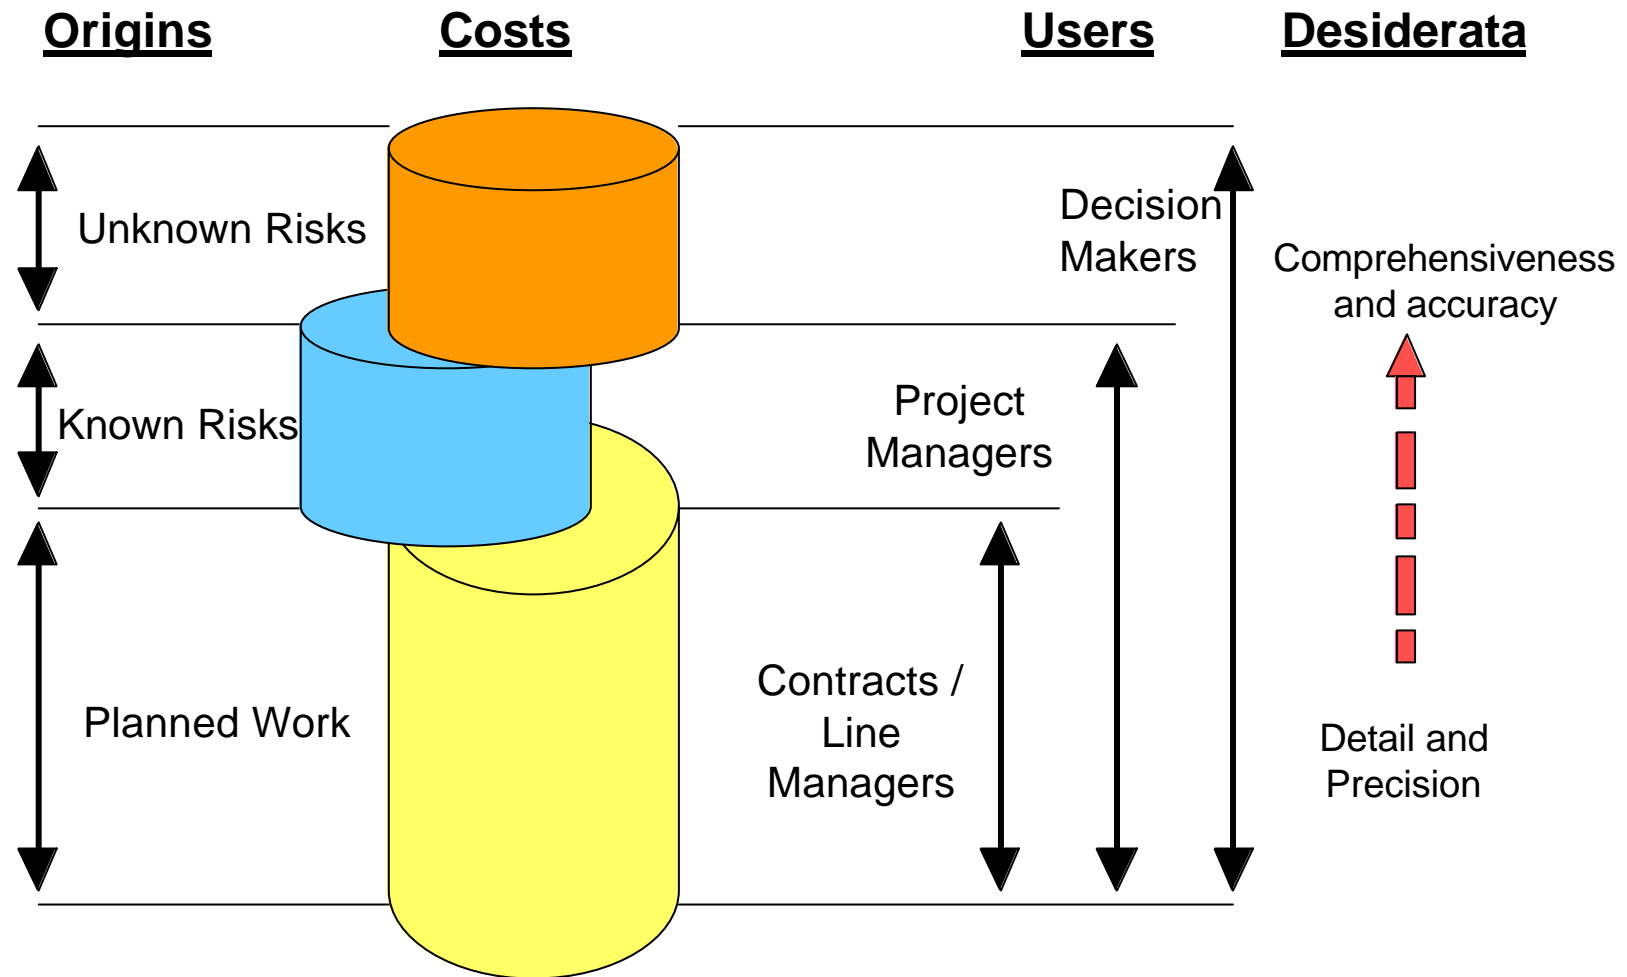 Origins
Costs
Users
Desiderata
Unknown Risks
Decision
Makers
Comprehensiveness
and accuracy
Known Risks
Project
Managers
Planned Work
Contracts /
Line
Managers
Detail and
Precision